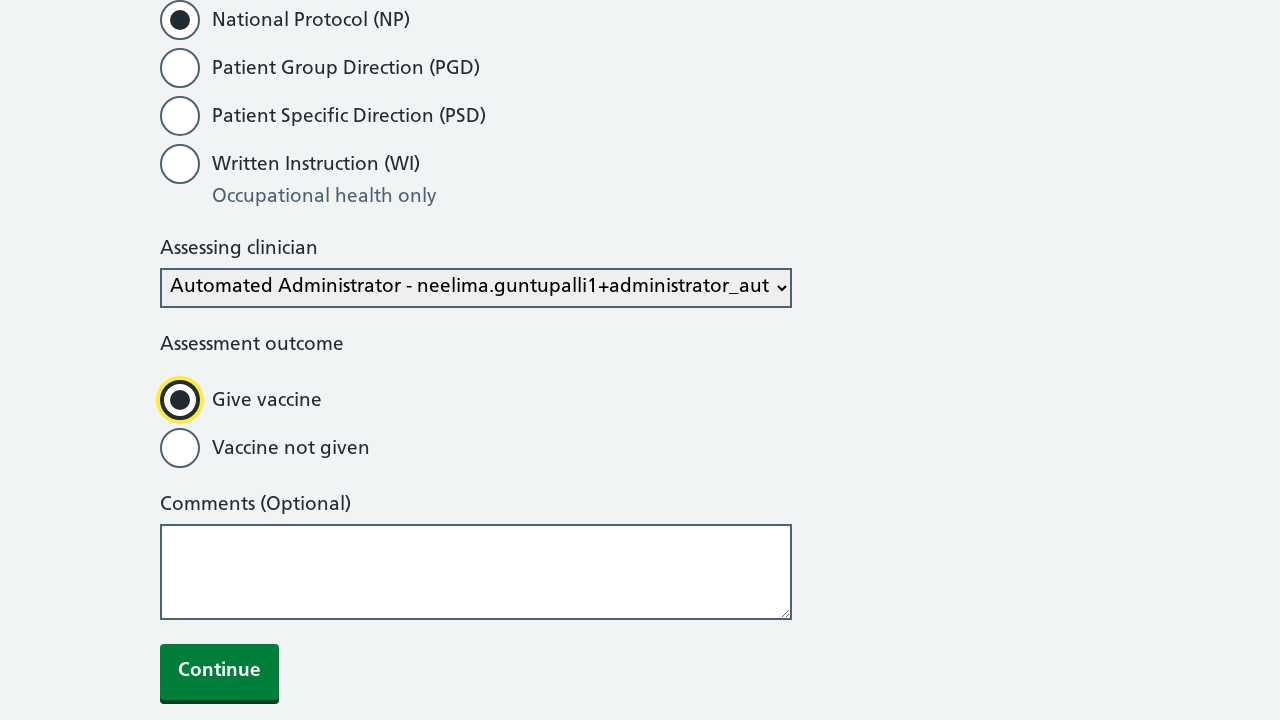 National Protocol (NP)
Patient Group Direction (PGD)
Patient Specific Direction (PSD)
Written Instruction (WI)
Occupational health only
Assessing clinician
Automated Administrator - neelima.guntupalli1+administrator_aut
Assessment outcome
Give vaccine
Vaccine not given
Comments (Optional)
Continue